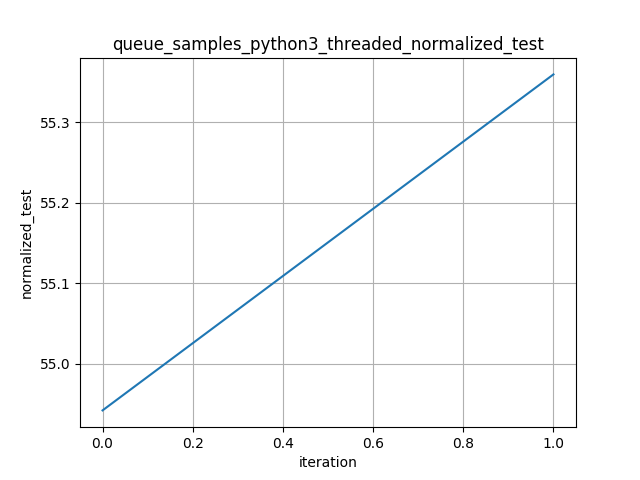 queue_samples_python3_threaded_normalized_test
55.3
55.2
55.1
55.0
normalized_test
0.0 0.2 0.4 0.6 0.8 1.0
iteration